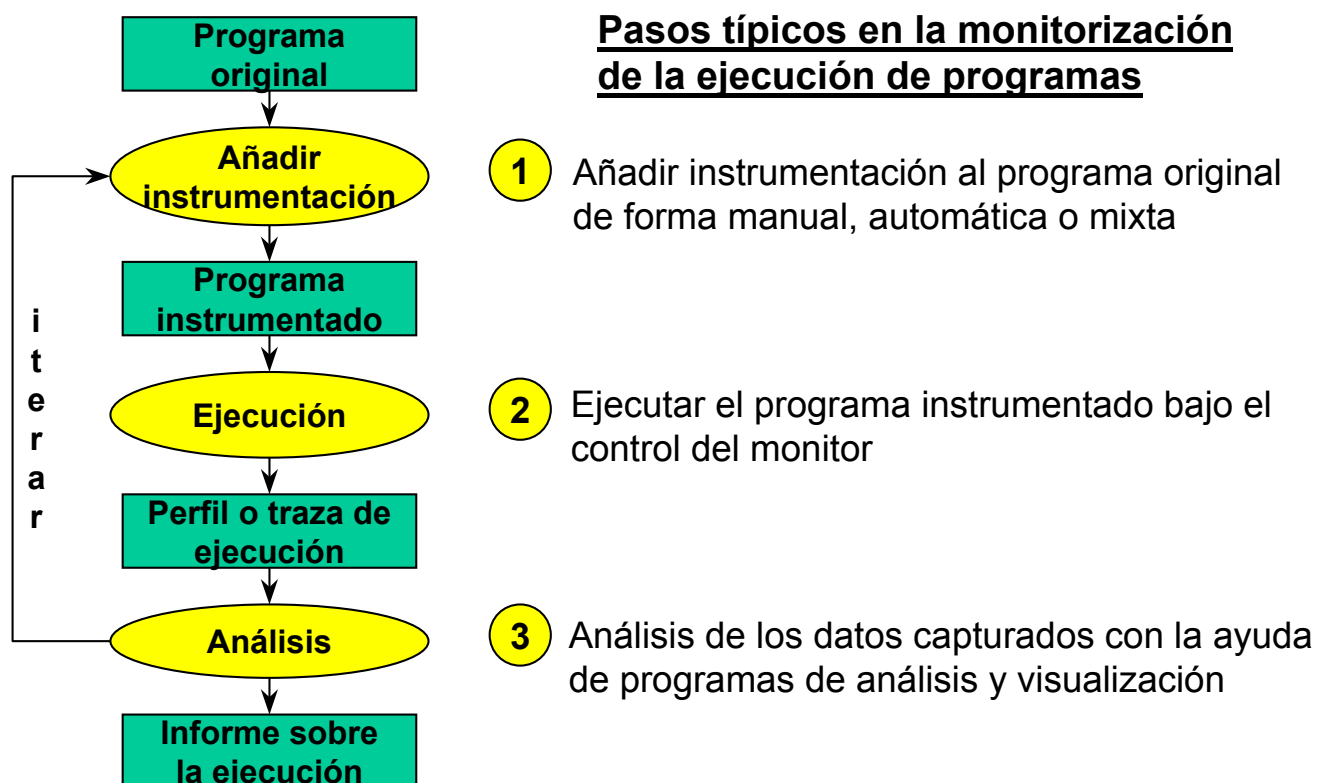 Programa
original
Pasos típicos en la monitorización
de la ejecución de programas
Añadir
instrumentación
1
Añadir instrumentación al programa original
de forma manual, automática o mixta
Programa
instrumentado
iterar
Ejecución
2
Ejecutar el programa instrumentado bajo el
control del monitor
Perfil o traza de
ejecución
Análisis
3
Análisis de los datos capturados con la ayuda
de programas de análisis y visualización
Informe sobre
la ejecución